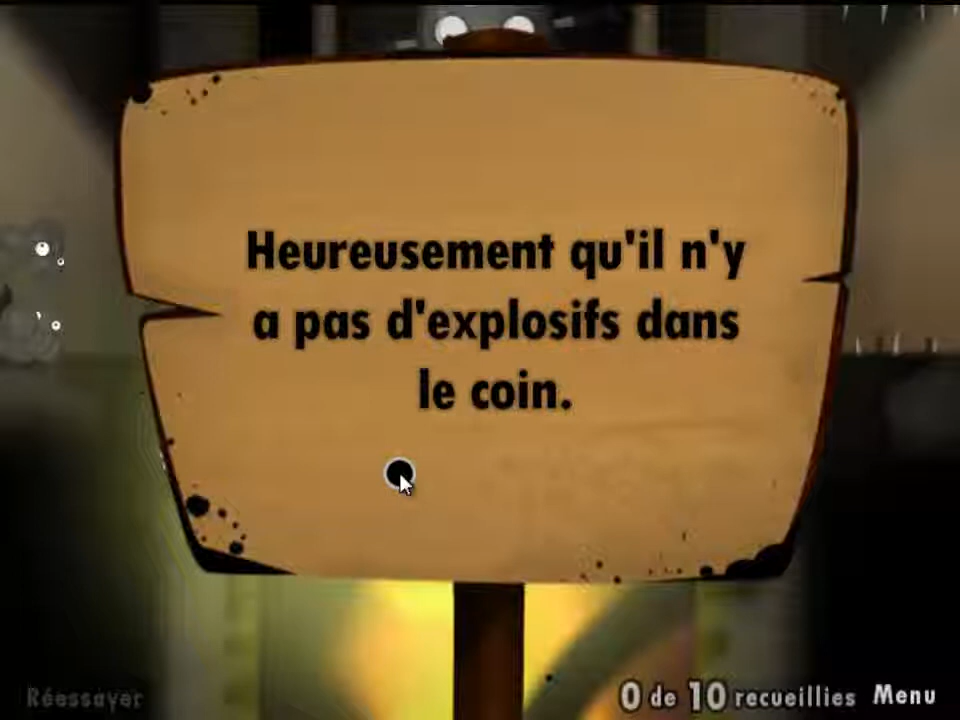 Heureusement qu'il n'y
a pas d'explosifs dans
le coin.
Réessayer
0 de 10 recueillies Menu